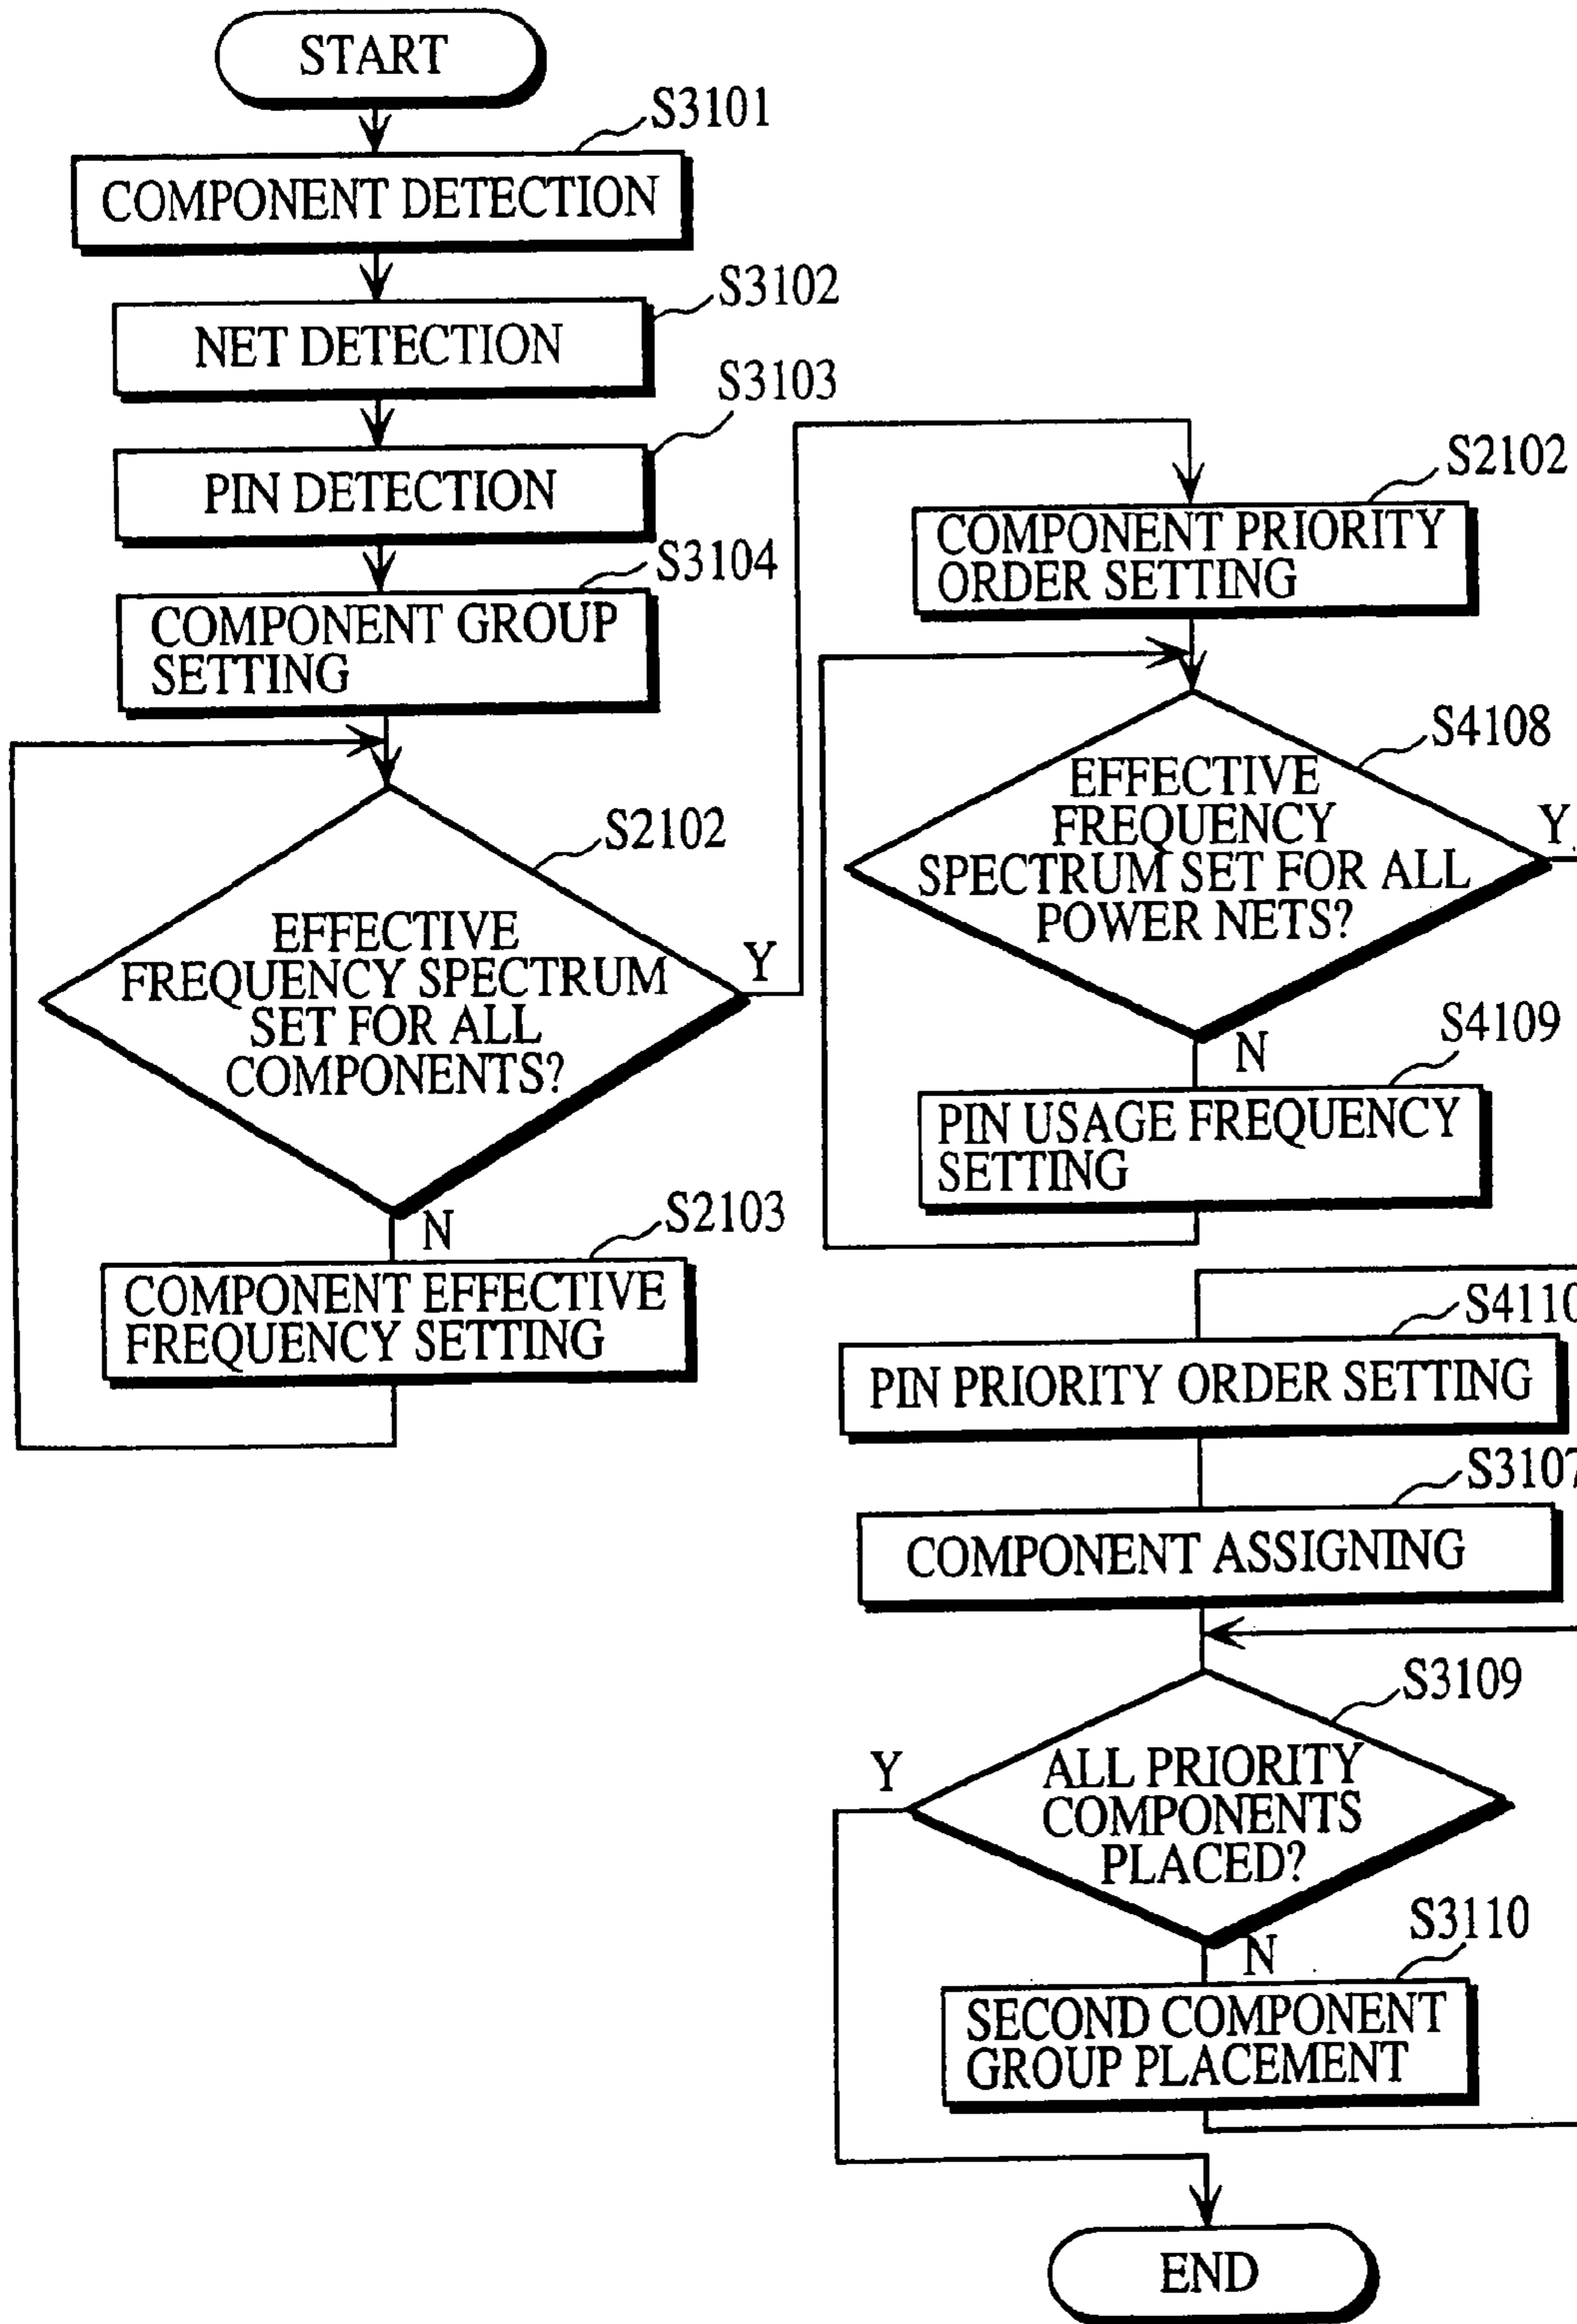 START
S3101
COMPONENT DETECTION
S3102
NET DETECTION
S3103
PIN DETECTION
S3104
COMPONENT GROUP
SETTING
S2102
EFFECTIVE
FREQUENCY SPECTRUM
SET FOR ALL
COMPONENTS?
Y
N
S2103
COMPONENT EFFECTIVE
FREQUENCY SETTING
S2102
COMPONENT PRIORITY
ORDER SETTING
S4108
EFFECTIVE
FREQUENCY
SPECTRUM SET FOR ALL
POWER NETS?
Y
N
S4109
PIN USAGE FREQUENCY
SETTING
S4110
PIN PRIORITY ORDER SETTING
S3107
COMPONENT ASSIGNING
S3109
ALL PRIORITY
COMPONENTS
PLACED?
Y
N
S3110
SECOND COMPONENT
GROUP PLACEMENT
END